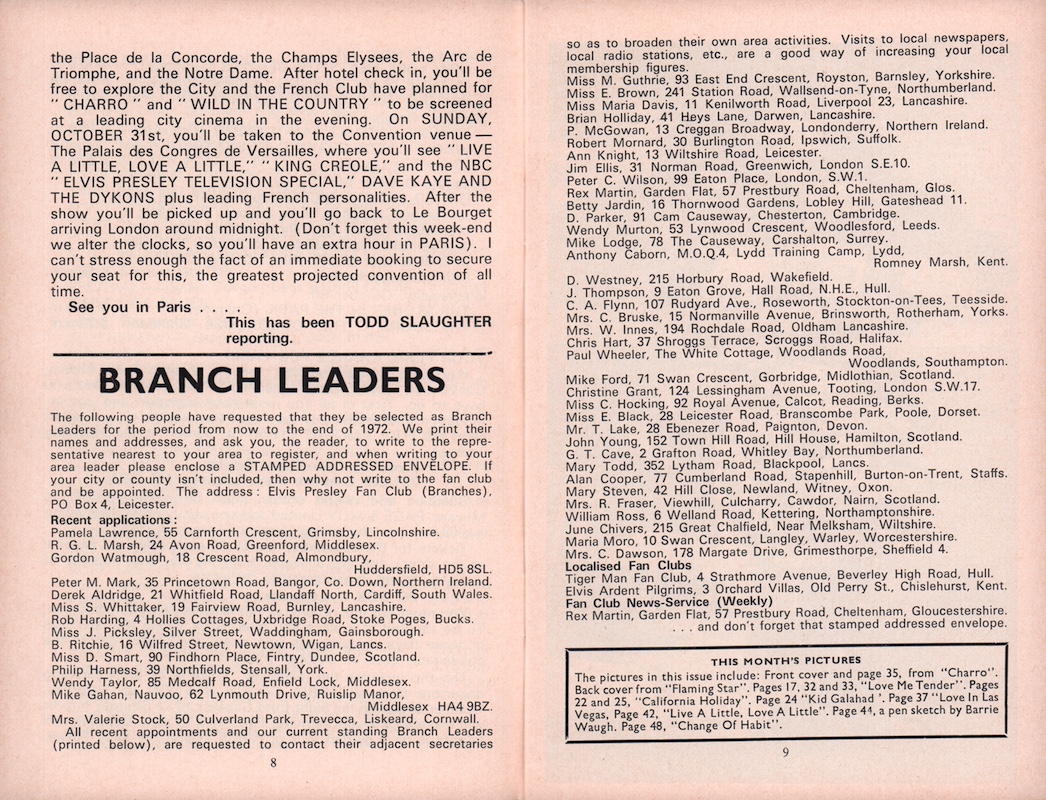 the Place de la Concorde, the Champs Elysees, the Arc de
Triomphe, and the Notre Dame. After hotel check in, you'll be
free to explore the City and the French Club have planned for
" CHARRO " and " WILD IN THE COUNTRY " to be screened
at a leading city cinema in the evening. On SUNDAY,
OCTOBER 31st, you'll be taken to the Convention venue —
The Palais des Congres de Versailles, where you'll see " LIVE
A LITTLE, LOVE A LITTLE," " KING CREOLE," and the NBC
" ELVIS PRESLEY TELEVISION SPECIAL," DAVE KAYE AND
THE DYKONS plus leading French personalities. After the
show you'll be picked up and you'll go back to Le Bourget
arriving London around midnight. (Don't forget this week-end
we alter the clocks, so you'll have an extra hour in PARIS). I
can't stress enough the fact of an immediate booking to secure
your seat for this, the greatest projected convention of all
time.
See you in Paris . . . .
This has been TODD SLAUGHTER
reporting.
BRANCH LEADERS
The following people have requested that they be selected as Branch
Leaders for the period from now to the end of 1972. We print their
names and addresses, and ask you, the reader, to write to the repre-
sentative nearest to your area to register, and when writing to your
area leader please enclose a STAMPED ADDRESSED ENVELOPE. If
your city or county isn't included, then why not write to the fan club
and be appointed. The address : Elvis Presley Fan Club (Branches),
PO Box 4, Leicester.
Recent applications :
Pamela Lawrence, 55 Carnforth Crescent, Grimsby, Lincolnshire.
R. G. L. Marsh, 24 Avon Road, Greenford, Middlesex.
Gordon Watmough, 18 Crescent Road, Almondbury,
Huddersfield, HD5 8SL.
Peter M. Mark, 35 Princetown Road, Bangor, Co. Down, Northern Ireland.
Derek Aldridge, 21 Whitfield Road, Llandaff North, Cardiff, South Wales.
Miss S. Whittaker, 19 Fairview Road, Burnley, Lancashire.
Rob Harding, 4 Hollies Cottages, Uxbridge Road, Stoke Poges, Bucks.
Miss J. Picksley, Silver Street, Waddingham, Gainsborough.
B. Ritchie, 16 Wilfred Street, Newtown, Wigan, Lancs.
Miss D. Smart, 90 Findhorn Place, Fintry, Dundee, Scotland.
Philip Harness, 39 Northfields, Stensall, York.
Wendy Taylor, 85 Medcalf Road, Enfield Lock, Middlesex.
Mike Gahan, Nauvoo, 62 Lynmouth Drive, Ruislip Manor,
Middlesex HA4 9BZ.
Mrs. Valerie Stock, 50 Culverland Park, Trevecca, Liskeard, Cornwall.
All recent appointments and our current standing Branch Leaders
(printed below), are requested to contact their adjacent secretaries
8
so as to broaden their own area activities. Visits to local newspapers,
local radio stations, etc., are a good way of increasing your local
membership figures.
Miss M. Guthrie, 93 East End Crescent, Royston, Barnsley, Yorkshire.
Miss E. Brown, 241 Station Road, Wallsend-on-Tyne, Northumberland.
Miss Maria Davis, 11 Kenilworth Road, Liverpool 23, Lancashire.
Brian Holliday, 41 Heys Lane, Darwen, Lancashire.
P. McGowan, 13 Creggan Broadway, Londonderry, Northern Ireland.
Robert Mornard, 30 Burlington Road, Ipswich, Suffolk.
Ann Knight, 13 Wiltshire Road, Leicester.
Jim Ellis, 31 Norman Road, Greenwich, London S.E.10.
Peter C. Wilson, 99 Eaton Place, London, S.W.1.
Rex Martin, Garden Flat, 57 Prestbury Road, Cheltenham, Glos.
Betty Jardin, 16 Thornwood Gardens, Lobley Hill, Gateshead 11.
D. Parker, 91 Cam Causeway, Chesterton, Cambridge.
Wendy Murton, 53 Lynwood Crescent, Woodlesford, Leeds.
Mike Lodge, 78 The Causeway, Carshalton, Surrey.
Anthony Caborn, M.O.Q.4, Lydd Training Camp, Lydd,
Romney Marsh, Kent.
D. Westney, 215 Horbury Road, Wakefield.
J. Thompson, 9 Eaton Grove, Hall Road, N.H.E., Hull.
C. A. Flynn, 107 Rudyard Ave., Roseworth, Stockton-on-Tees, Teesside.
Mrs. C. Bruske, 15 Normanville Avenue, Brinsworth, Rotherham, Yorks.
Mrs. W. Innes, 194 Rochdale Road, Oldham Lancashire.
Chris Hart, 37 Shroggs Terrace, Scroggs Road, Halifax.
Paul Wheeler, The White Cottage, Woodlands Road,
Woodlands, Southampton.
Mike Ford, 71 Swan Crescent, Gorbridge, Midlothian, Scotland.
Christine Grant, 124 Lessingham Avenue, Tooting, London S.W.17.
Miss C. Hocking, 92 Royal Avenue, Calcot, Reading, Berks.
Miss E. Black, 28 Leicester Road, Branscombe Park, Poole, Dorset.
Mr. T. Lake, 28 Ebenezer Road, Paignton, Devon.
John Young, 152 Town Hill Road, Hill House, Hamilton, Scotland.
G. T. Cave, 2 Grafton Road, Whitley Bay, Northumberland.
Mary Todd, 352 Lytham Road, Blackpool, Lancs.
Alan Cooper, 77 Cumberland Road, Stapenhill, Burton-on-Trent, Staffs.
Mary Steven, 42 Hill Close, Newland, Witney, Oxon.
Mrs. R. Fraser, Viewhill, Culcharry, Cawdor, Nairn, Scotland.
William Ross, 6 Welland Road, Kettering, Northamptonshire.
June Chivers, 215 Great Chalfield, Near Melksham, Wiltshire.
Maria Moro, 10 Swan Crescent, Langley, Warley, Worcestershire.
Mrs. C. Dawson, 178 Margate Drive, Grimesthorpe, Sheffield 4.
Localised Fan Clubs
Tiger Man Fan Club, 4 Strathmore Avenue, Beverley High Road, Hull.
Elvis Ardent Pilgrims, 3 Orchard Villas, Old Perry St., Chislehurst, Kent.
Fan Club News-Service (Weekly)
Rex Martin, Garden Flat, 57 Prestbury Road, Cheltenham, Gloucestershire.
. . . and don't forget that stamped addressed envelope.
THIS MONTH'S PICTURES
The pictures in this issue include: Front cover and page 35, from "Charro".
Back cover from "Flaming Star". Pages 17, 32 and 33, "Love Me Tender". Pages
22 and 25, "California Holiday". Page 24 "Kid Galahad '. Page 37 "Love In Las
Vegas, Page 42, "Live A Little, Love A Little". Page 44, a pen sketch by Barrie
Waugh. Page 48, "Change Of Habit".
9